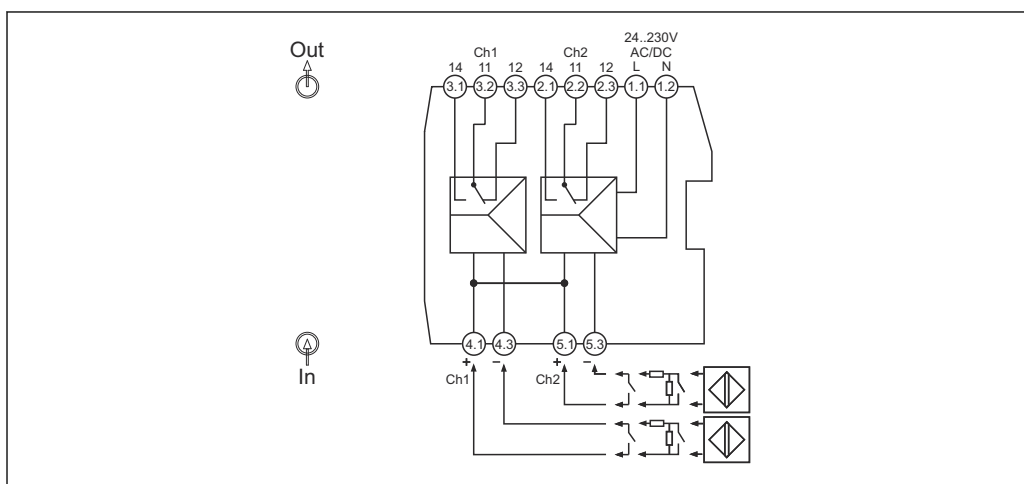 24..230V
Out
Ch1
Ch2
AC/DC
14 11 12 14 11 12 L N
3.1 3.2 3.3 2.1 2.2 2.3 1.1 1.2
4.1 4.3 5.1 5.3
+ – + –
In
Ch1 Ch2